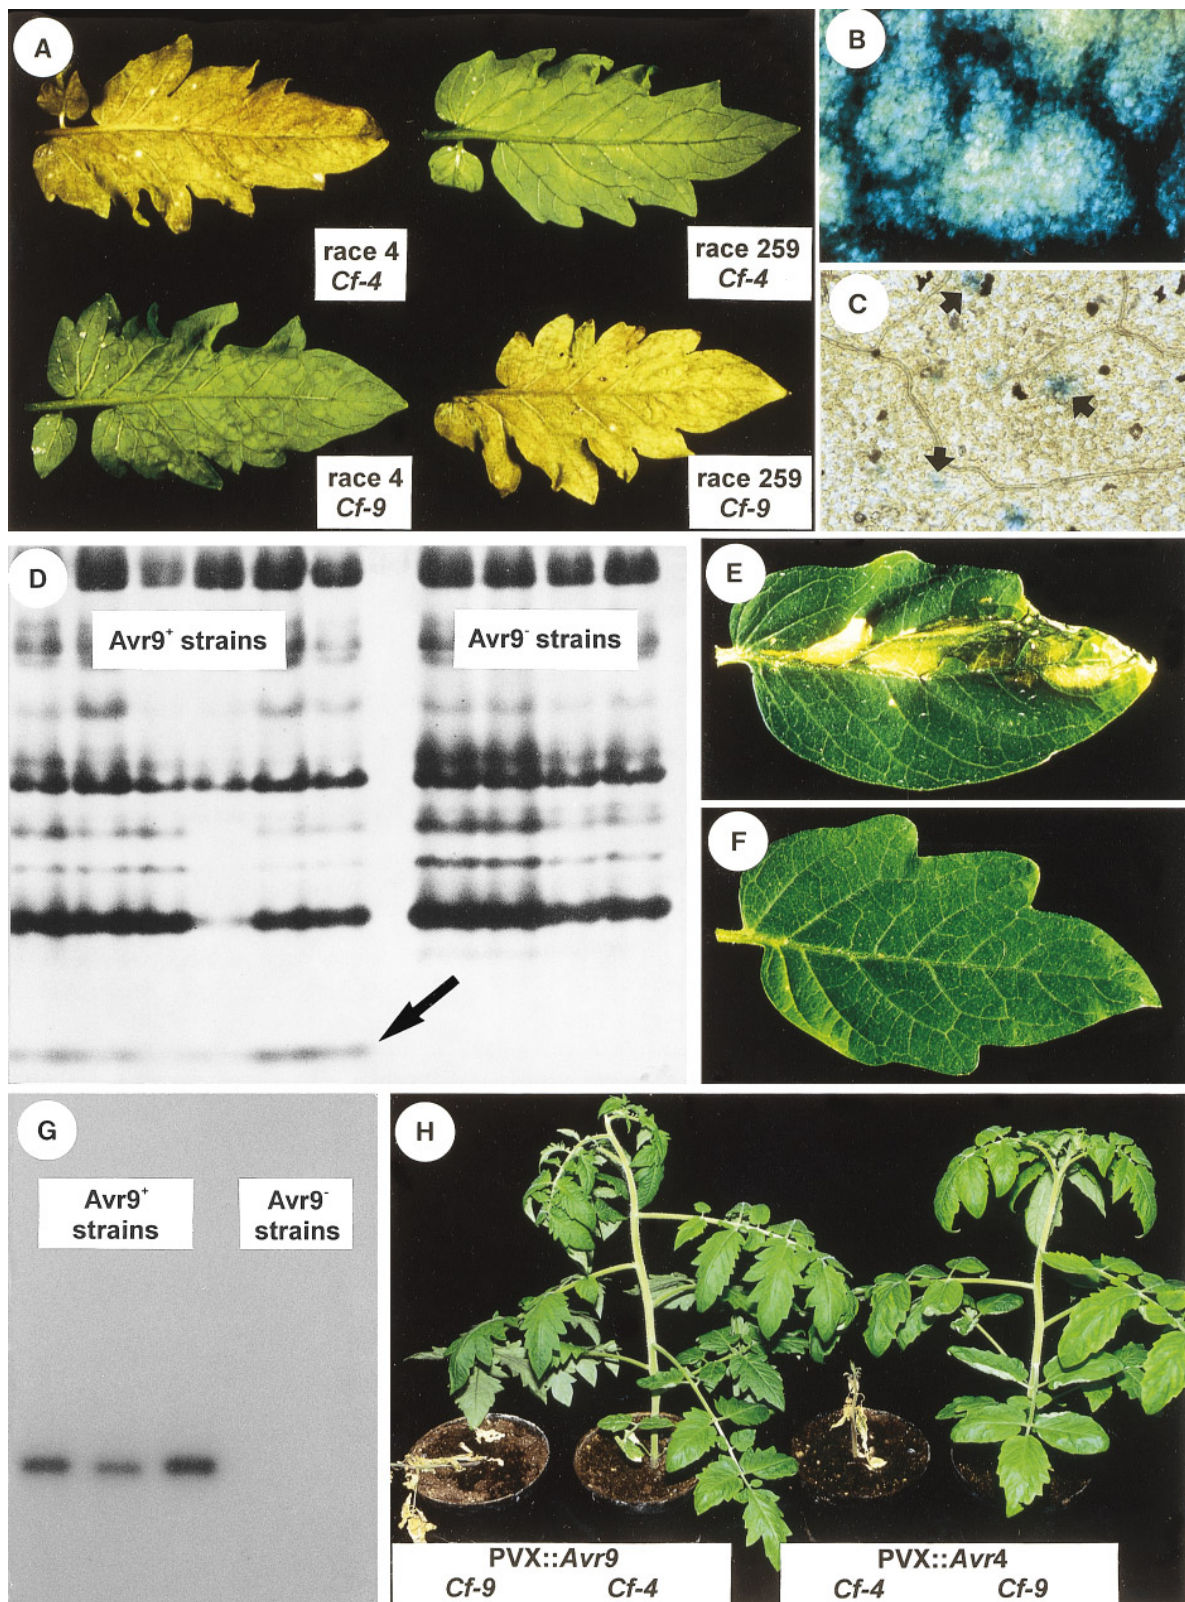 A
race 4
Cf-4
race 259
Cf-4
race 4
Cf-9
race 259
Cf-9
B
C
D
Avr9+ strains
Avr9- strains
E
F
G
Avr9+
strains
Avr9-
strains
H
PVX::Avr9
Cf-9 Cf-4
PVX::Avr4
Cf-4 Cf-9